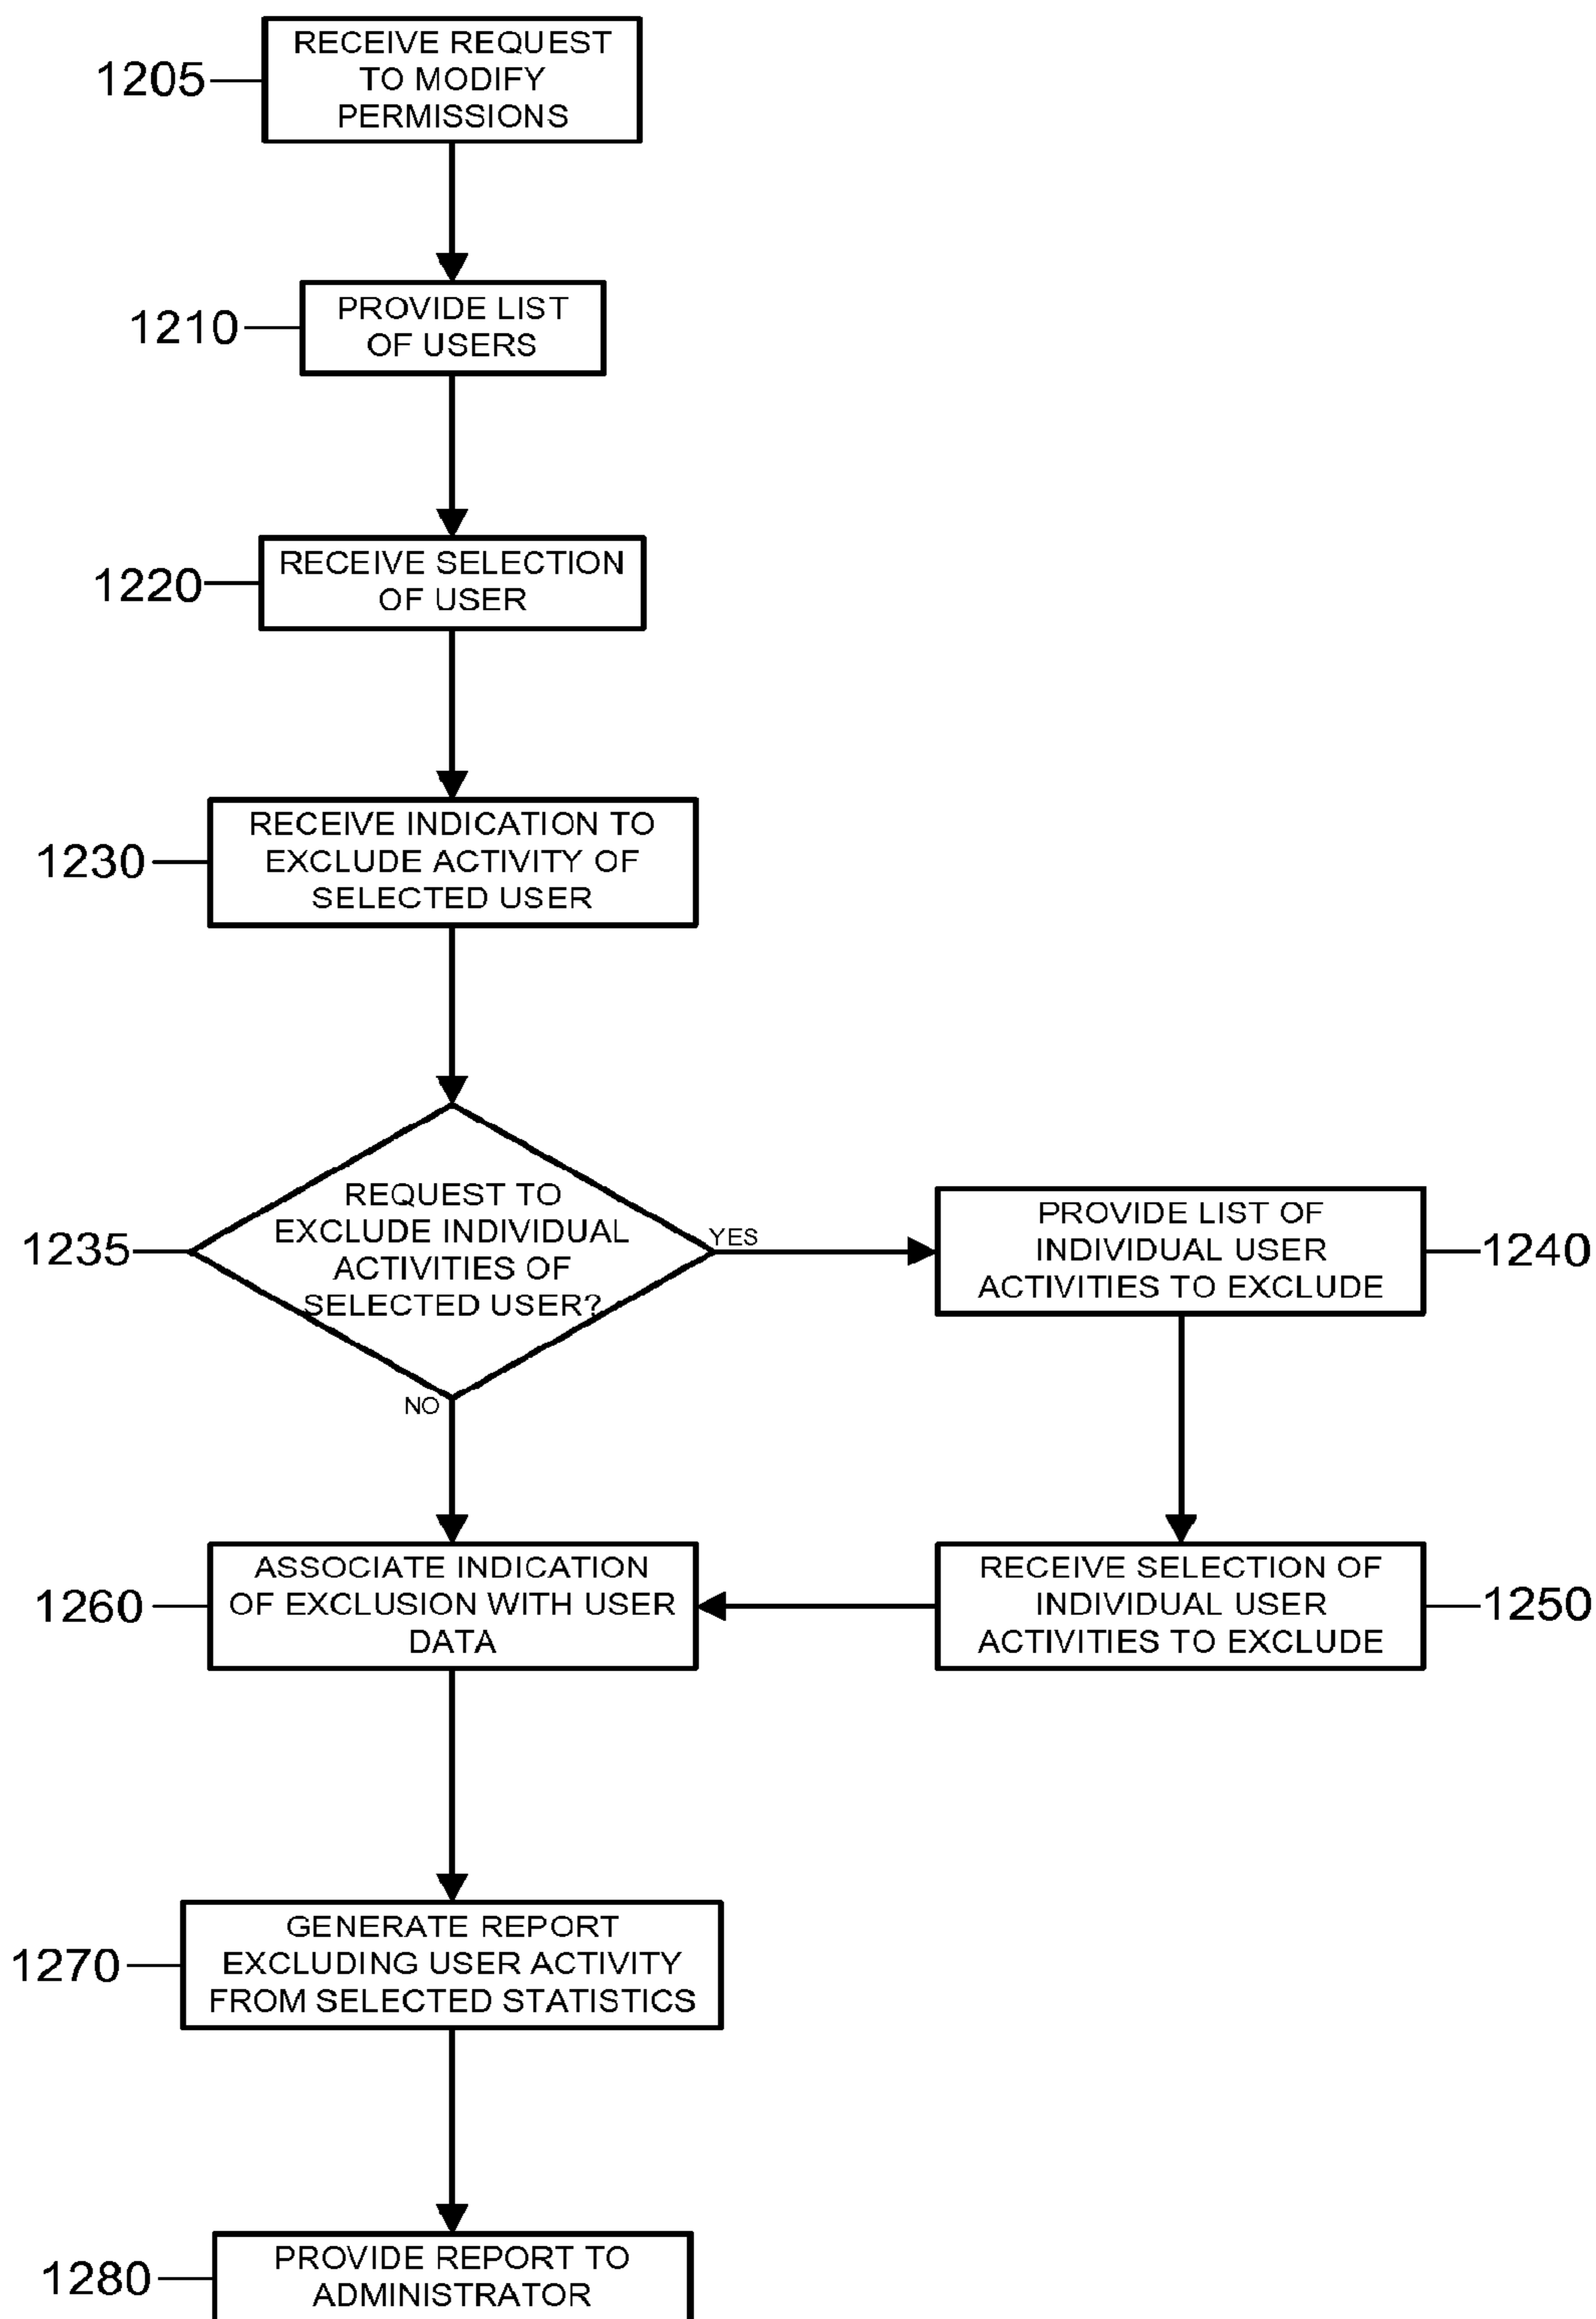 1205
RECEIVE REQUEST
TO MODIFY
PERMISSIONS
1210
PROVIDE LIST
OF USERS
1220
RECEIVE SELECTION
OF USER
1230
RECEIVE INDICATION TO
EXCLUDE ACTIVITY OF
SELECTED USER
1235
REQUEST TO
EXCLUDE INDIVIDUAL
ACTIVITIES OF
SELECTED USER?
YES
NO
PROVIDE LIST OF
INDIVIDUAL USER
ACTIVITIES TO EXCLUDE
1240
RECEIVE SELECTION OF
INDIVIDUAL USER
ACTIVITIES TO EXCLUDE
1250
1260
ASSOCIATE INDICATION
OF EXCLUSION WITH USER
DATA
1270
GENERATE REPORT
EXCLUDING USER ACTIVITY
FROM SELECTED STATISTICS
1280
PROVIDE REPORT TO
ADMINISTRATOR